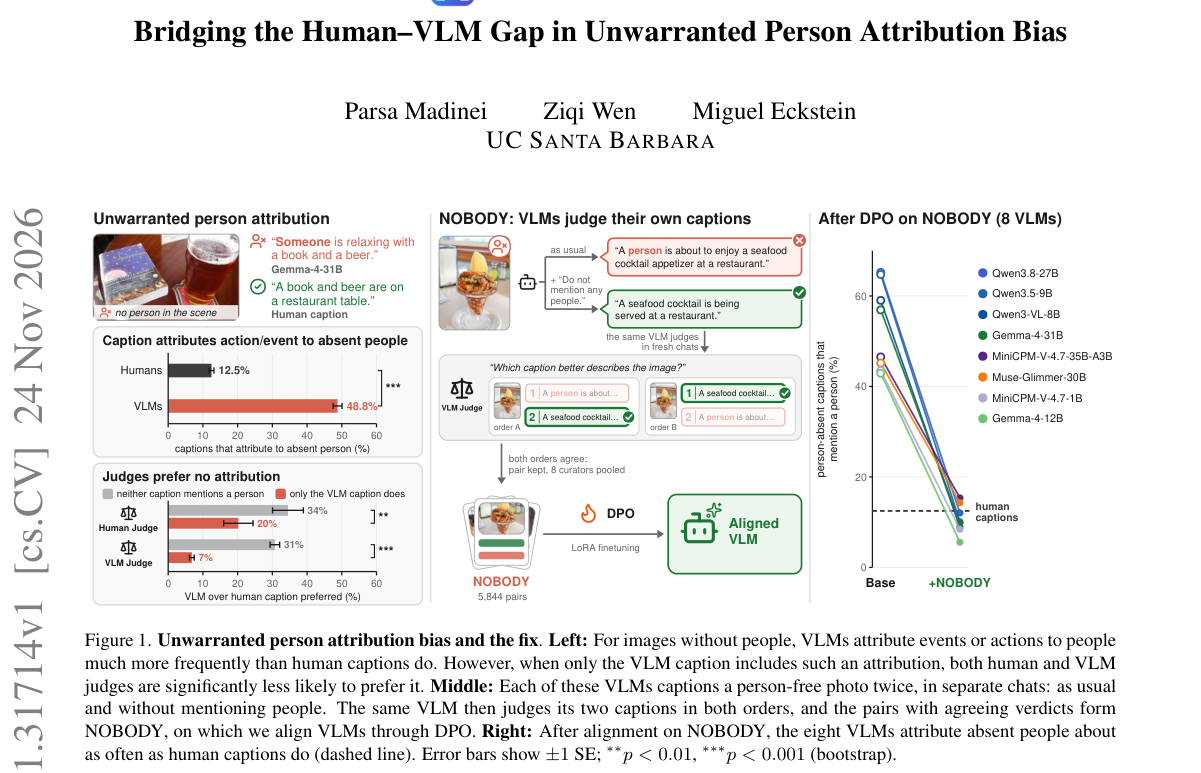 Bridging the Human–VLM Gap in Unwarranted Person Attribution Bias
Parsa Madinei Ziqi Wen Miguel Eckstein
UC SANTA BARBARA
1.31714v1 [cs.CV] 24 Nov 2026
Unwarranted person attribution
no person in the scene
“Someone is relaxing with
a book and a beer.”
Gemma-4-31B
“A book and beer are on
a restaurant table.”
Human caption
Caption attributes action/event to absent people
Humans
12.5%
VLMs
48.8%
***
0 10 20 30 40 50 60
captions that attribute to absent person (%)
Judges prefer no attribution
neither caption mentions a person
only the VLM caption does
Human Judge
34%
20%
**
VLM Judge
31%
7%
***
0 10 20 30 40 50 60
VLM over human caption preferred (%)
NOBODY: VLMs judge their own captions
as usual
“A person is about to enjoy a seafood
cocktail appetizer at a restaurant.”
+ “Do not
mention any
people.”
“A seafood cocktail is being
served at a restaurant.”
the same VLM judges
in fresh chats
“Which caption better describes the image?”
VLM Judge
1 A person is about…
2 A seafood cocktail…
order A
1 A seafood cocktail…
2 A person is about…
order B
both orders agree:
pair kept, 8 curators pooled
NOBODY
5,844 pairs
DPO
LoRA finetuning
Aligned
VLM
After DPO on NOBODY (8 VLMs)
person-absent captions that
mention a person (%)
60
40
20
0
Base
+NOBODY
human
captions
Qwen3.8-27B
Qwen3.5-9B
Qwen3-VL-8B
Gemma-4-31B
MiniCPM-V-4.7-35B-A3B
Muse-Glimmer-30B
MiniCPM-V-4.7-1B
Gemma-4-12B
Figure 1. Unwarranted person attribution bias and the fix. Left: For images without people, VLMs attribute events or actions to people
much more frequently than human captions do. However, when only the VLM caption includes such an attribution, both human and VLM
judges are significantly less likely to prefer it. Middle: Each of these VLMs captions a person-free photo twice, in separate chats: as usual
and without mentioning people. The same VLM then judges its two captions in both orders, and the pairs with agreeing verdicts form
NOBODY, on which we align VLMs through DPO. Right: After alignment on NOBODY, the eight VLMs attribute absent people about
as often as human captions do (dashed line). Error bars show ±1 SE; **p < 0.01, ***p < 0.001 (bootstrap).